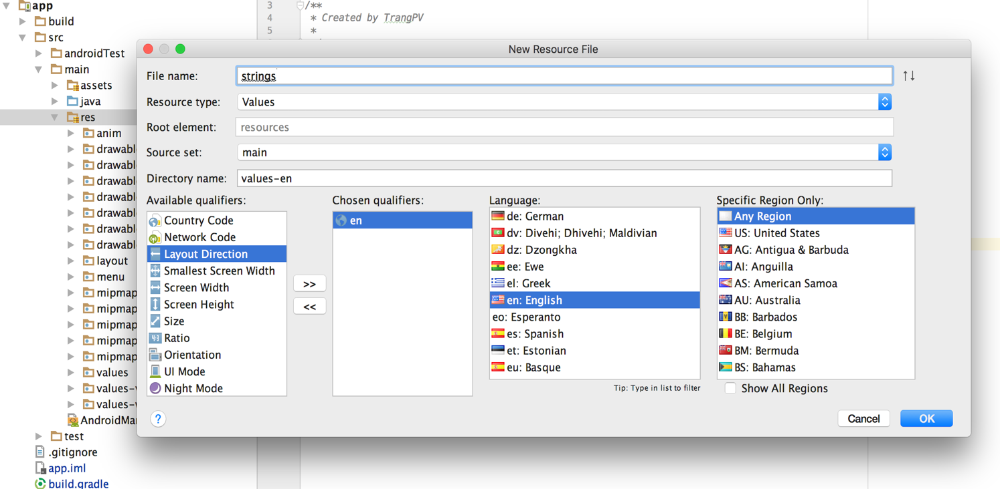 app
build
src
androidTest
main
assets
java
res
anim
drawabl
drawabl
drawabl
drawabl
drawabl
drawabl
drawabl
layout
menu
mipmap
mipmap
mipmap
mipmap
mipmap
values
values-v
values-v
AndroidMan
test
.gitignore
app.iml
build.gradle
3 /**
4 * Created by TrangPV
5 *
New Resource File
File name: strings
Resource type: Values
Root element: resources
Source set: main
Directory name: values-en
Available qualifiers:
Country Code
Network Code
Layout Direction
Smallest Screen Width
Screen Width
Screen Height
Size
Ratio
Orientation
UI Mode
Night Mode
>>
<<
Chosen qualifiers:
en
Language:
de: German
dv: Divehi; Dhivehi; Maldivian
dz: Dzongkha
ee: Ewe
el: Greek
en: English
eo: Esperanto
es: Spanish
et: Estonian
eu: Basque
Tip: Type in list to filter
Specific Region Only:
Any Region
US: United States
AG: Antigua & Barbuda
AI: Anguilla
AS: American Samoa
AU: Australia
BB: Barbados
BE: Belgium
BM: Bermuda
BS: Bahamas
Show All Regions
?
Cancel
OK